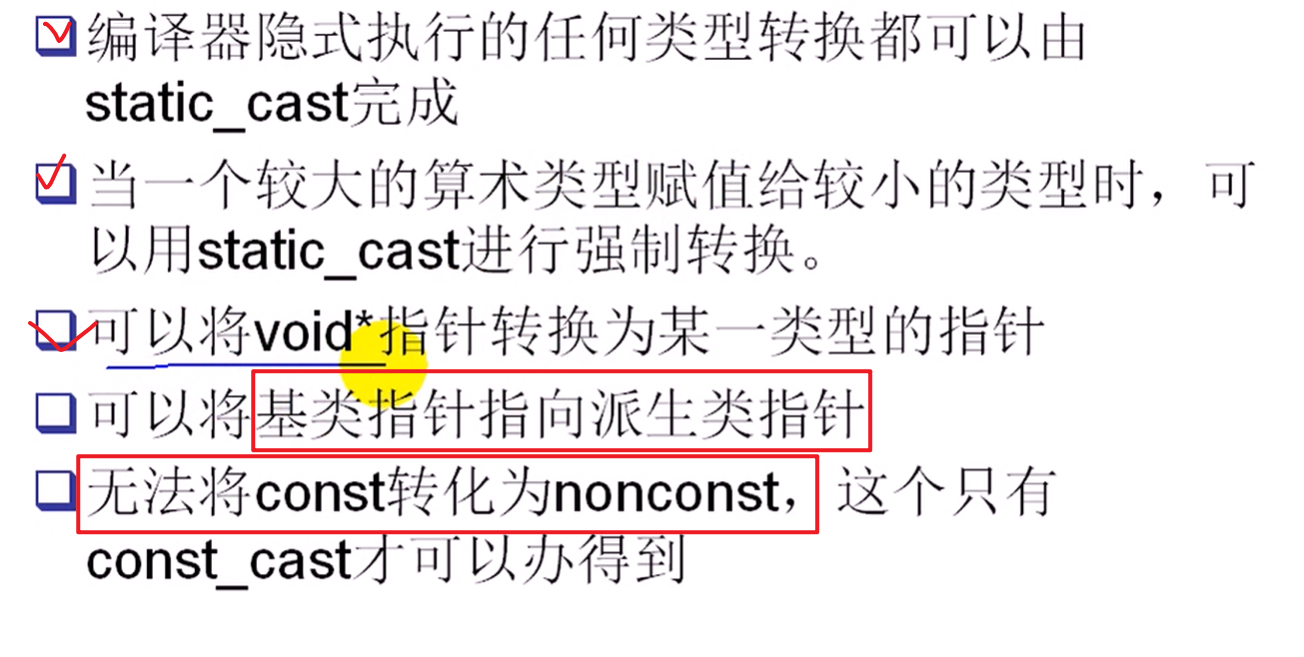 编译器隐式执行的任何类型转换都可以由
static_cast完成
当一个较大的算术类型赋值给较小的类型时，可
以用static_cast进行强制转换。
可以将void*指针转换为某一类型的指针
可以将基类指针指向派生类指针
无法将const转化为nonconst，这个只有
const_cast才可以办得到